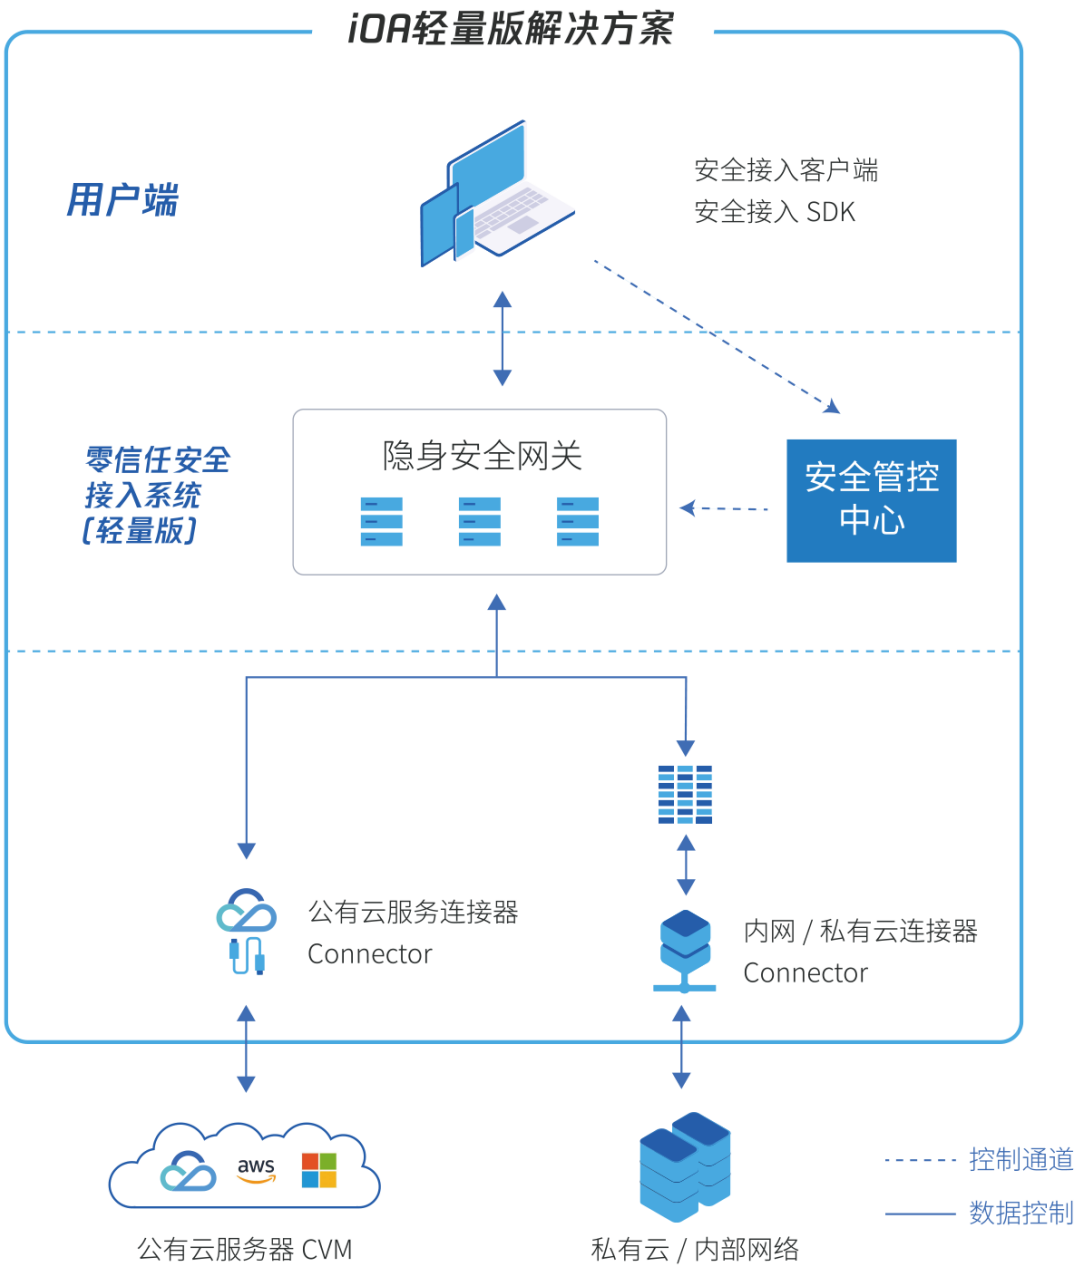 iOA轻量版解决方案
用户端
安全接入客户端
安全接入 SDK
零信任安全
接入系统
(轻量版)
隐身安全网关
安全管控
中心
公有云服务连接器
Connector
内网 / 私有云连接器
Connector
aws
公有云服务器 CVM
私有云 / 内部网络
控制通道
数据控制